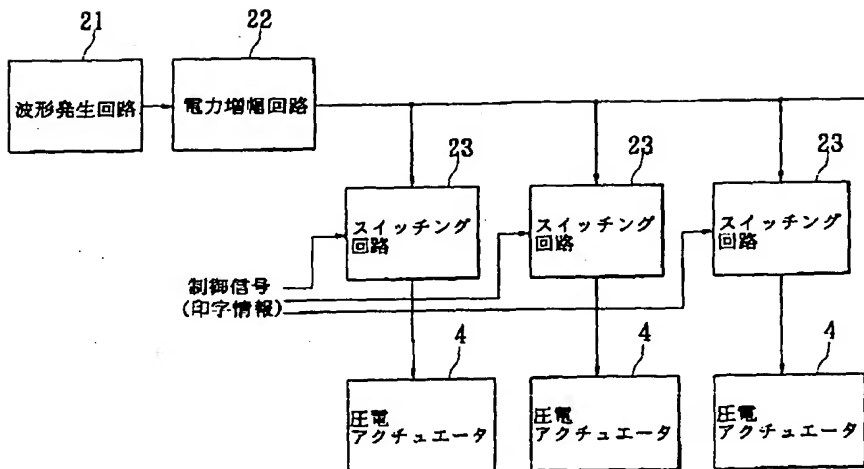 21
22
波形発生回路
電力増幅回路
23
23
23
スイッチング
回路
スイッチング
回路
スイッチング
回路
制御信号
(印字情報)
4
4
4
圧電
アクチュエータ
圧電
アクチュエータ
圧電
アクチュエータ